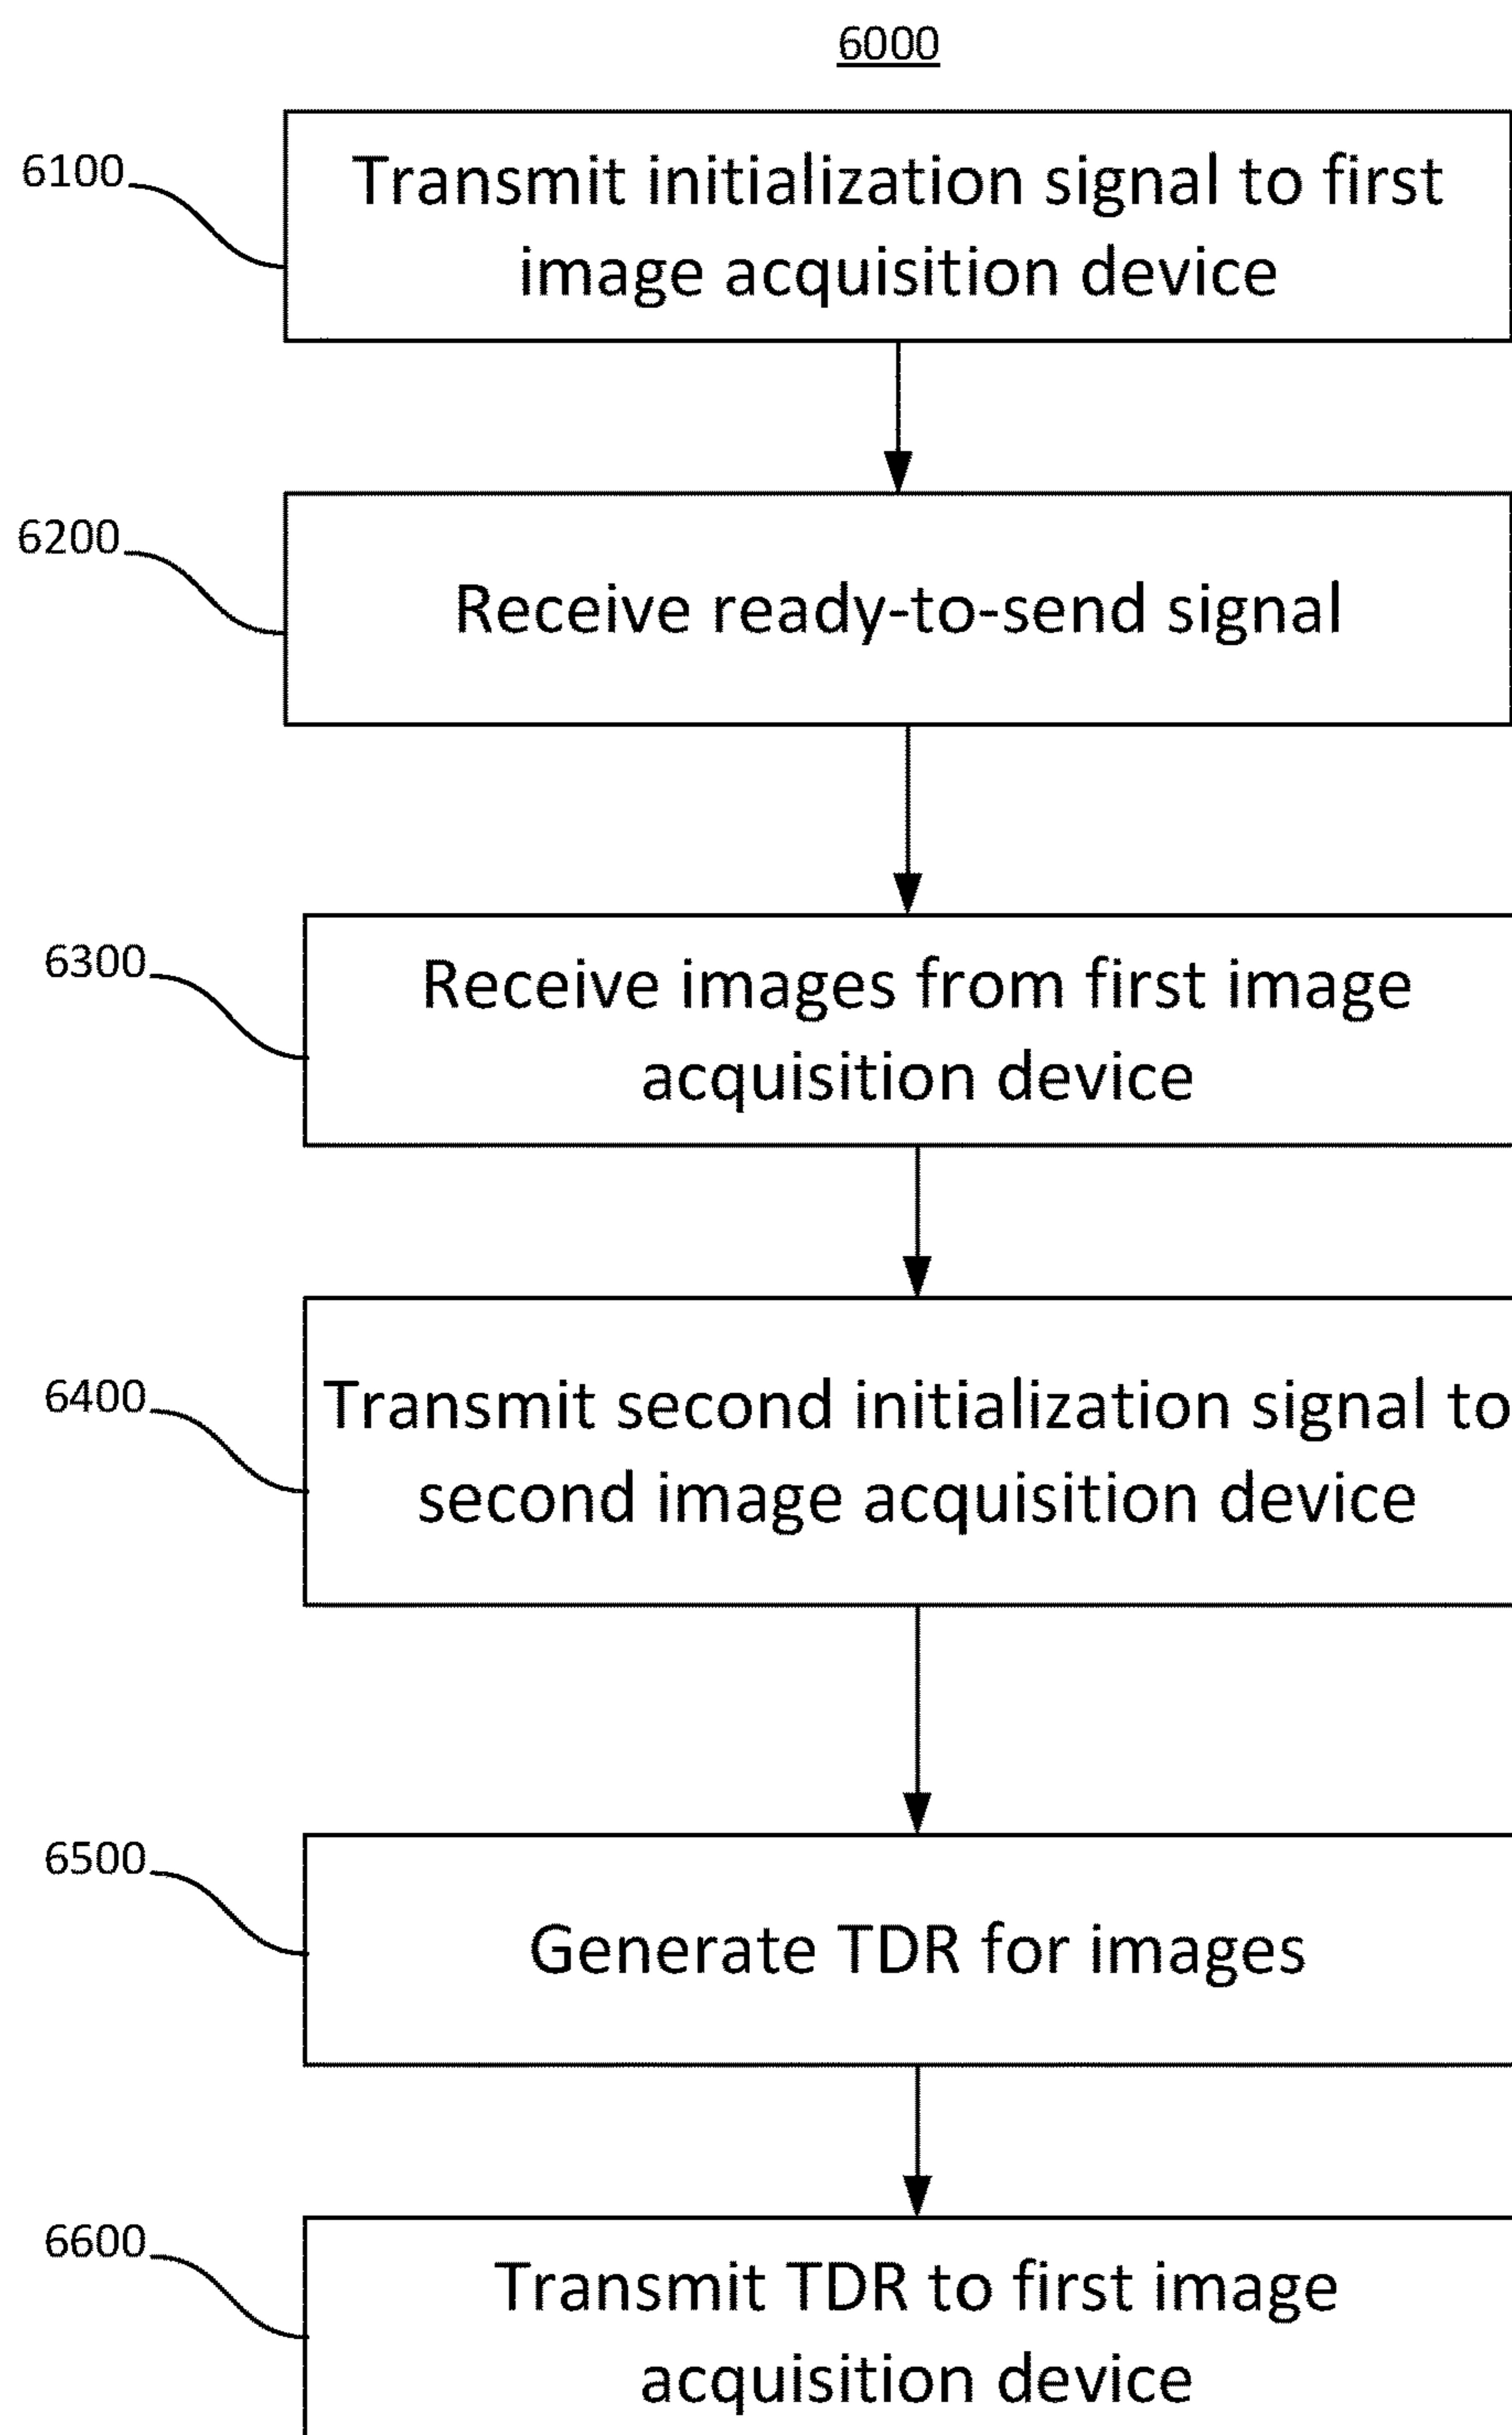 6000
6100
Transmit initialization signal to first
image acquisition device
6200
Receive ready-to-send signal
6300
Receive images from first image
acquisition device
6400
Transmit second initialization signal to
second image acquisition device
6500
Generate TDR for images
6600
Transmit TDR to first image
acquisition device